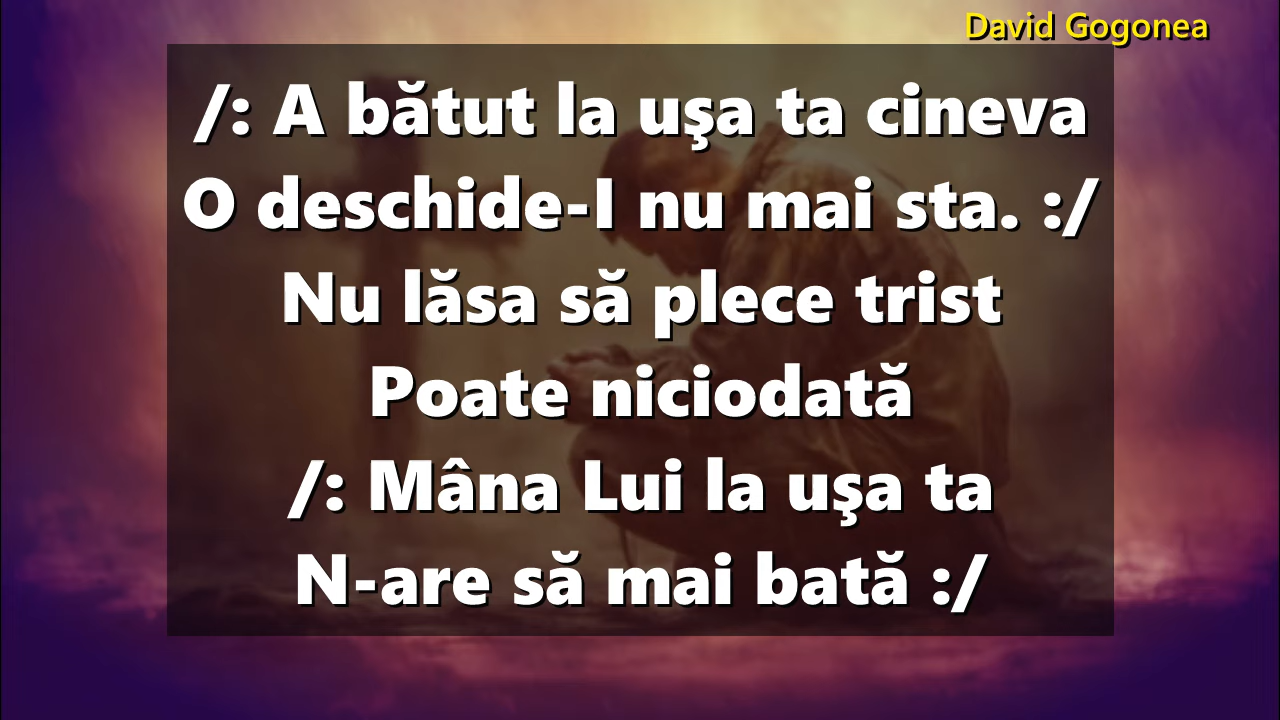 David Gogonea
/: A bătut la uşa ta cineva
O deschide-I nu mai sta. :/
Nu lăsa să plece trist
Poate niciodată
/: Mâna Lui la uşa ta
N-are să mai bată :/